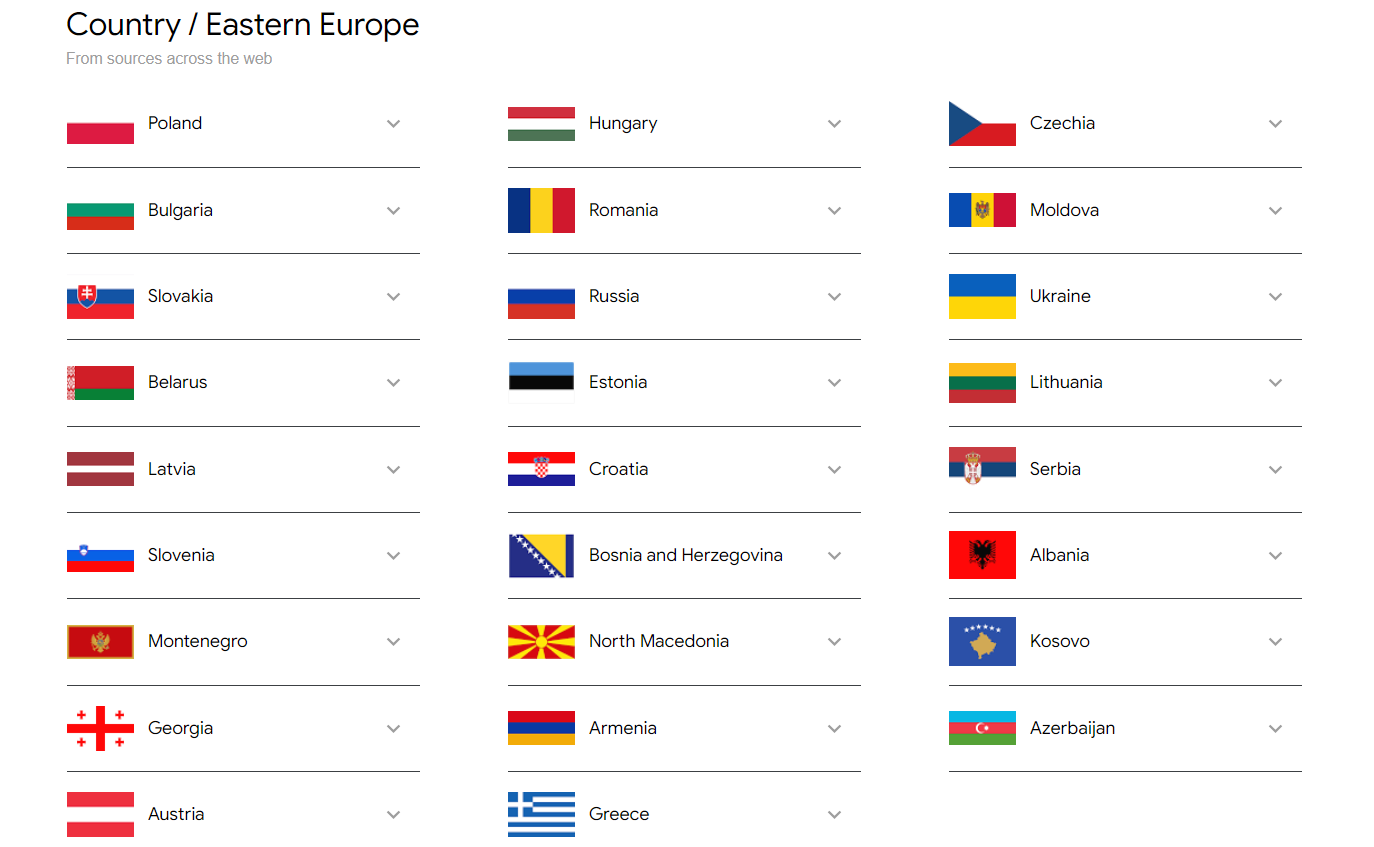 Country / Eastern Europe
From sources across the web
Poland
Hungary
Czechia
Bulgaria
Romania
Moldova
Slovakia
Russia
Ukraine
Belarus
Estonia
Lithuania
Latvia
Croatia
Serbia
Slovenia
Bosnia and Herzegovina
Albania
Montenegro
North Macedonia
Kosovo
Georgia
Armenia
Azerbaijan
Austria
Greece